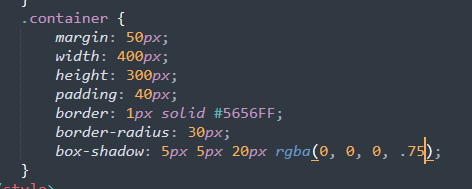 }
.container {
margin: 50px;
width: 400px;
height: 300px;
padding: 40px;
border: 1px solid #5656FF;
border-radius: 30px;
box-shadow: 5px 5px 20px rgba(0, 0, 0, .75);
}
/style>